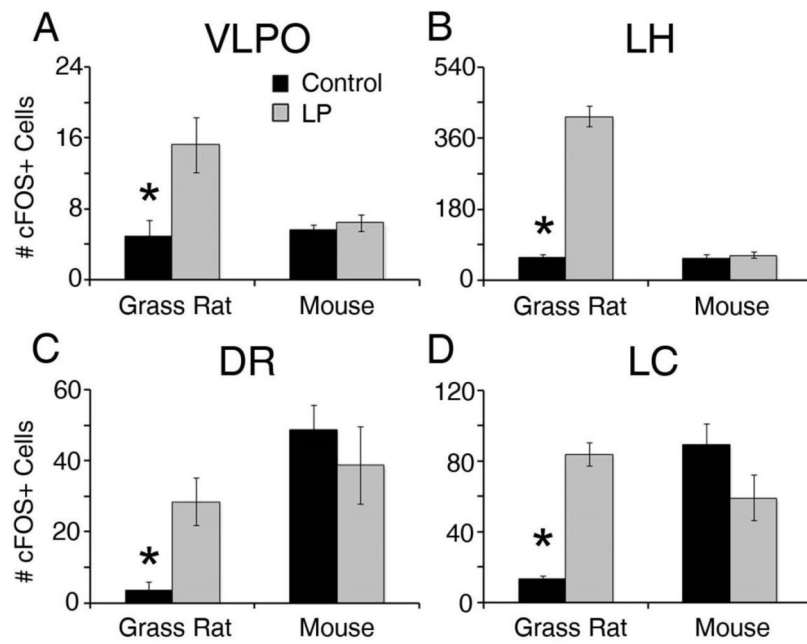 A VLPO
# cFOS+ Cells
24
16
8
0
Control
LP
*
Grass Rat Mouse
B LH
540
360
180
0
*
Grass Rat Mouse
C DR
# cFOS+ Cells
60
40
20
0
*
Grass Rat Mouse
D LC
120
80
40
0
*
Grass Rat Mouse